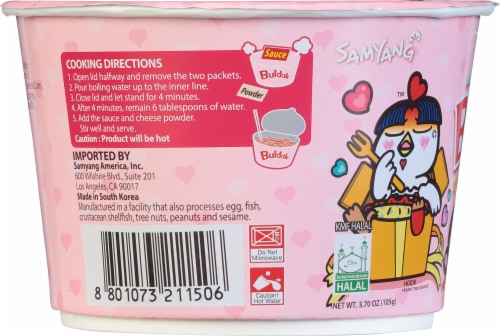 COOKING DIRECTIONS
1. Open lid halfway and remove the two packets.
2. Pour boiling water up to the inner line.
3. Close lid and let stand for 4 minutes.
4. After 4 minutes, remain 6 tablespoons of water.
5. Add the sauce and cheese powder.
Stir well and serve.
Caution : Product will be hot
Sauce
Buldak
Powder
Buldak
IMPORTED BY
Samyang America, Inc.
600 Wilshire Blvd., Suite 201
Los Angeles, CA 90017
Made in South Korea
Manufactured in a facility that also processes egg, fish,
crustacean shellfish, tree nuts, peanuts and sesame.
8 801073 211506
Do Not
Microwave
Caution!
Hot Water
SAMYANG
TM
KMF HALAL
HALAL
HOCHI
NET WT. 3.70 OZ (105g)